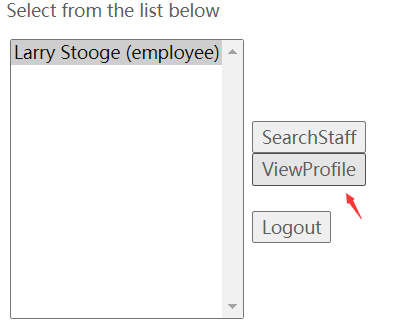 Select from the list below
Larry Stooge (employee)
SearchStaff
ViewProfile
Logout